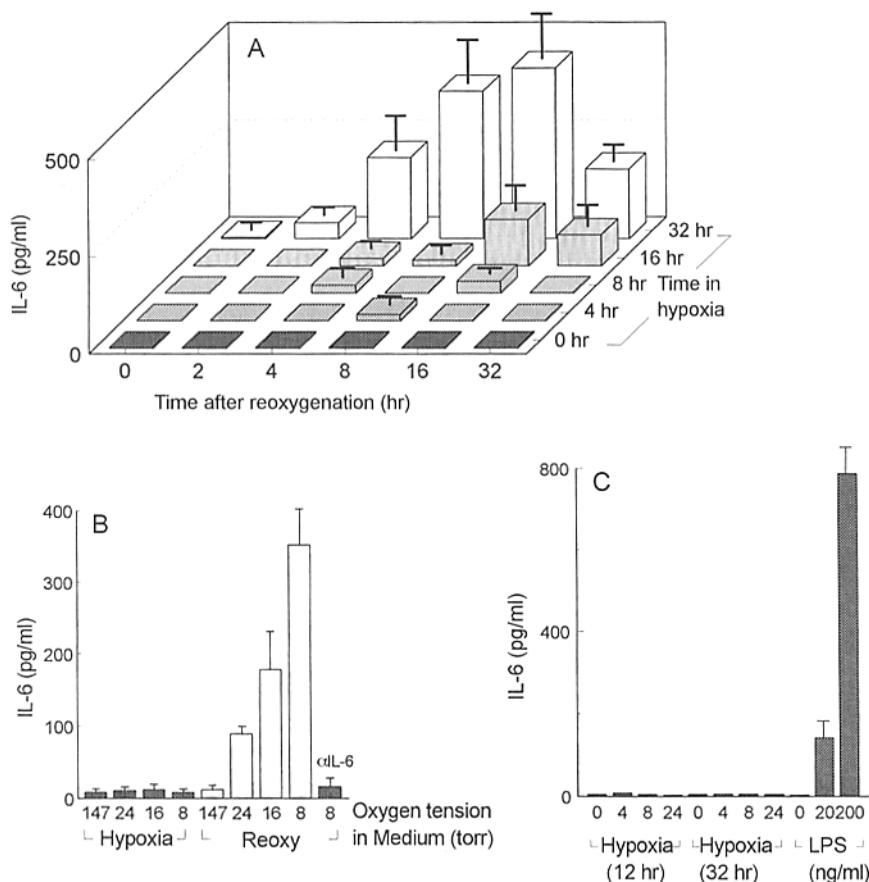 A
500
250
0
IL-6 (pg/ml)
0 2 4 8 16 32
Time after reoxygenation (hr)
32 hr
16 hr
8 hr
4 hr
0 hr
Time in
hypoxia
B
400
300
200
100
0
IL-6 (pg/ml)
αIL-6
147 24 16 8 147 24 16 8 8
Hypoxia Reoxy
Oxygen tension
in Medium (torr)
C
800
400
0
IL-6 (pg/ml)
0 4 8 24 0 4 8 24 0 20 200
Hypoxia Hypoxia LPS
(12 hr) (32 hr) (ng/ml)